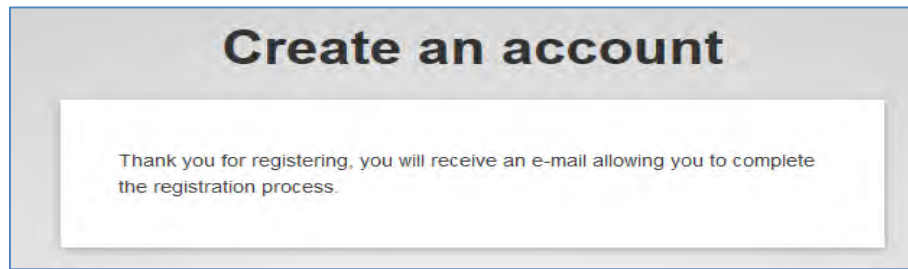 Create an account
Thank you for registering, you will receive an e-mail allowing you to complete
the registration process.